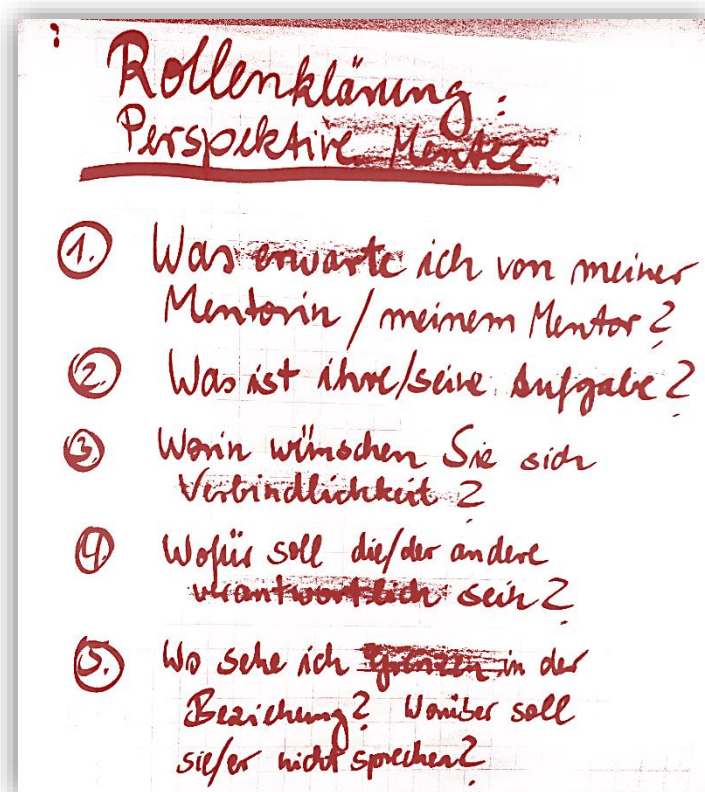 Rollenklärung:
Perspektive Mentee
1. Was erwarte ich von meiner
Mentorin / meinem Mentor?
2. Was ist ihre/seine Aufgabe?
3. Worin wünschen Sie sich
Verbindlichkeit?
4. Wofür soll die/der andere
verantwortlich sein?
5. Wo sehe ich Grenzen in der
Beziehung? Worüber soll
sie/er nicht sprechen?